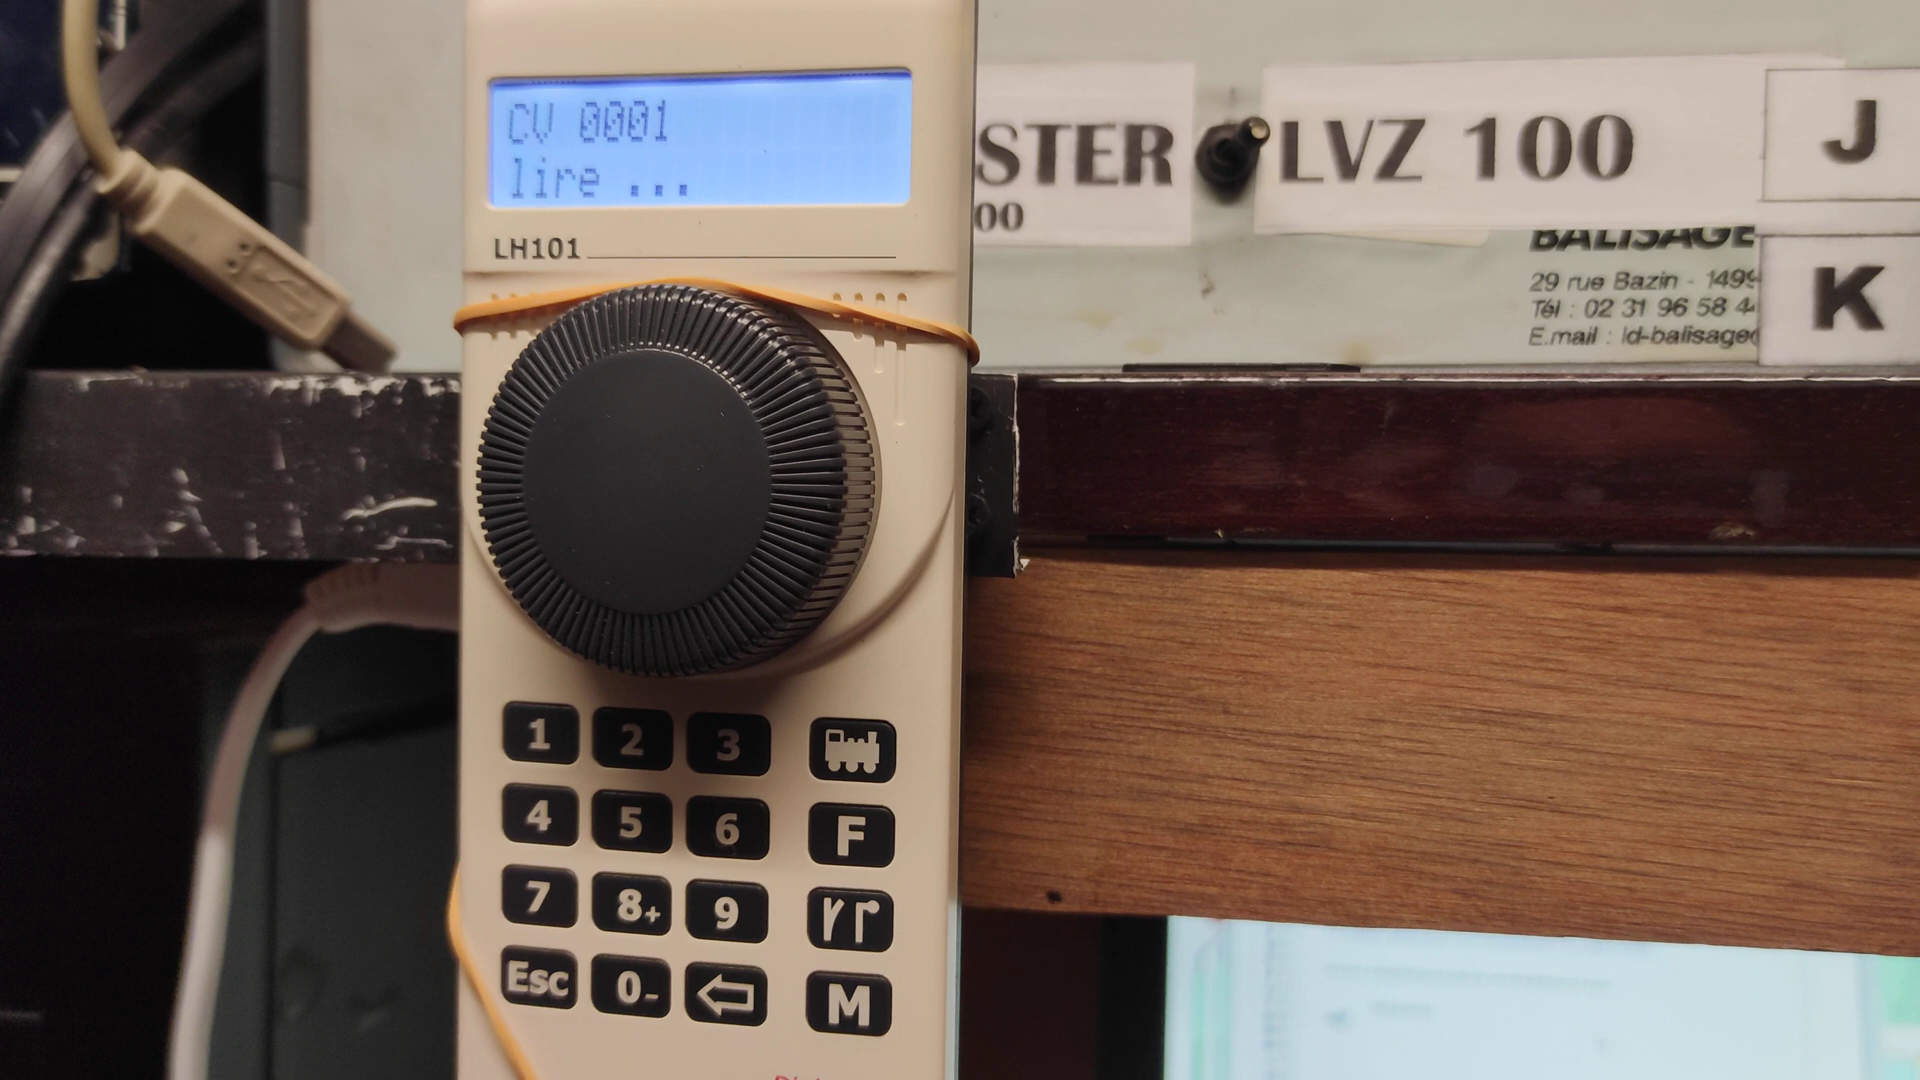 CV 0001
lire ...
LH101
STER
00
LVZ 100
J
BALISAGE
29 rue Bazin - 1499
Tél : 02 31 96 58 4
E.mail : ld-balisage
K
1 2 3
4 5 6
F
7 8+ 9
Esc 0-
M